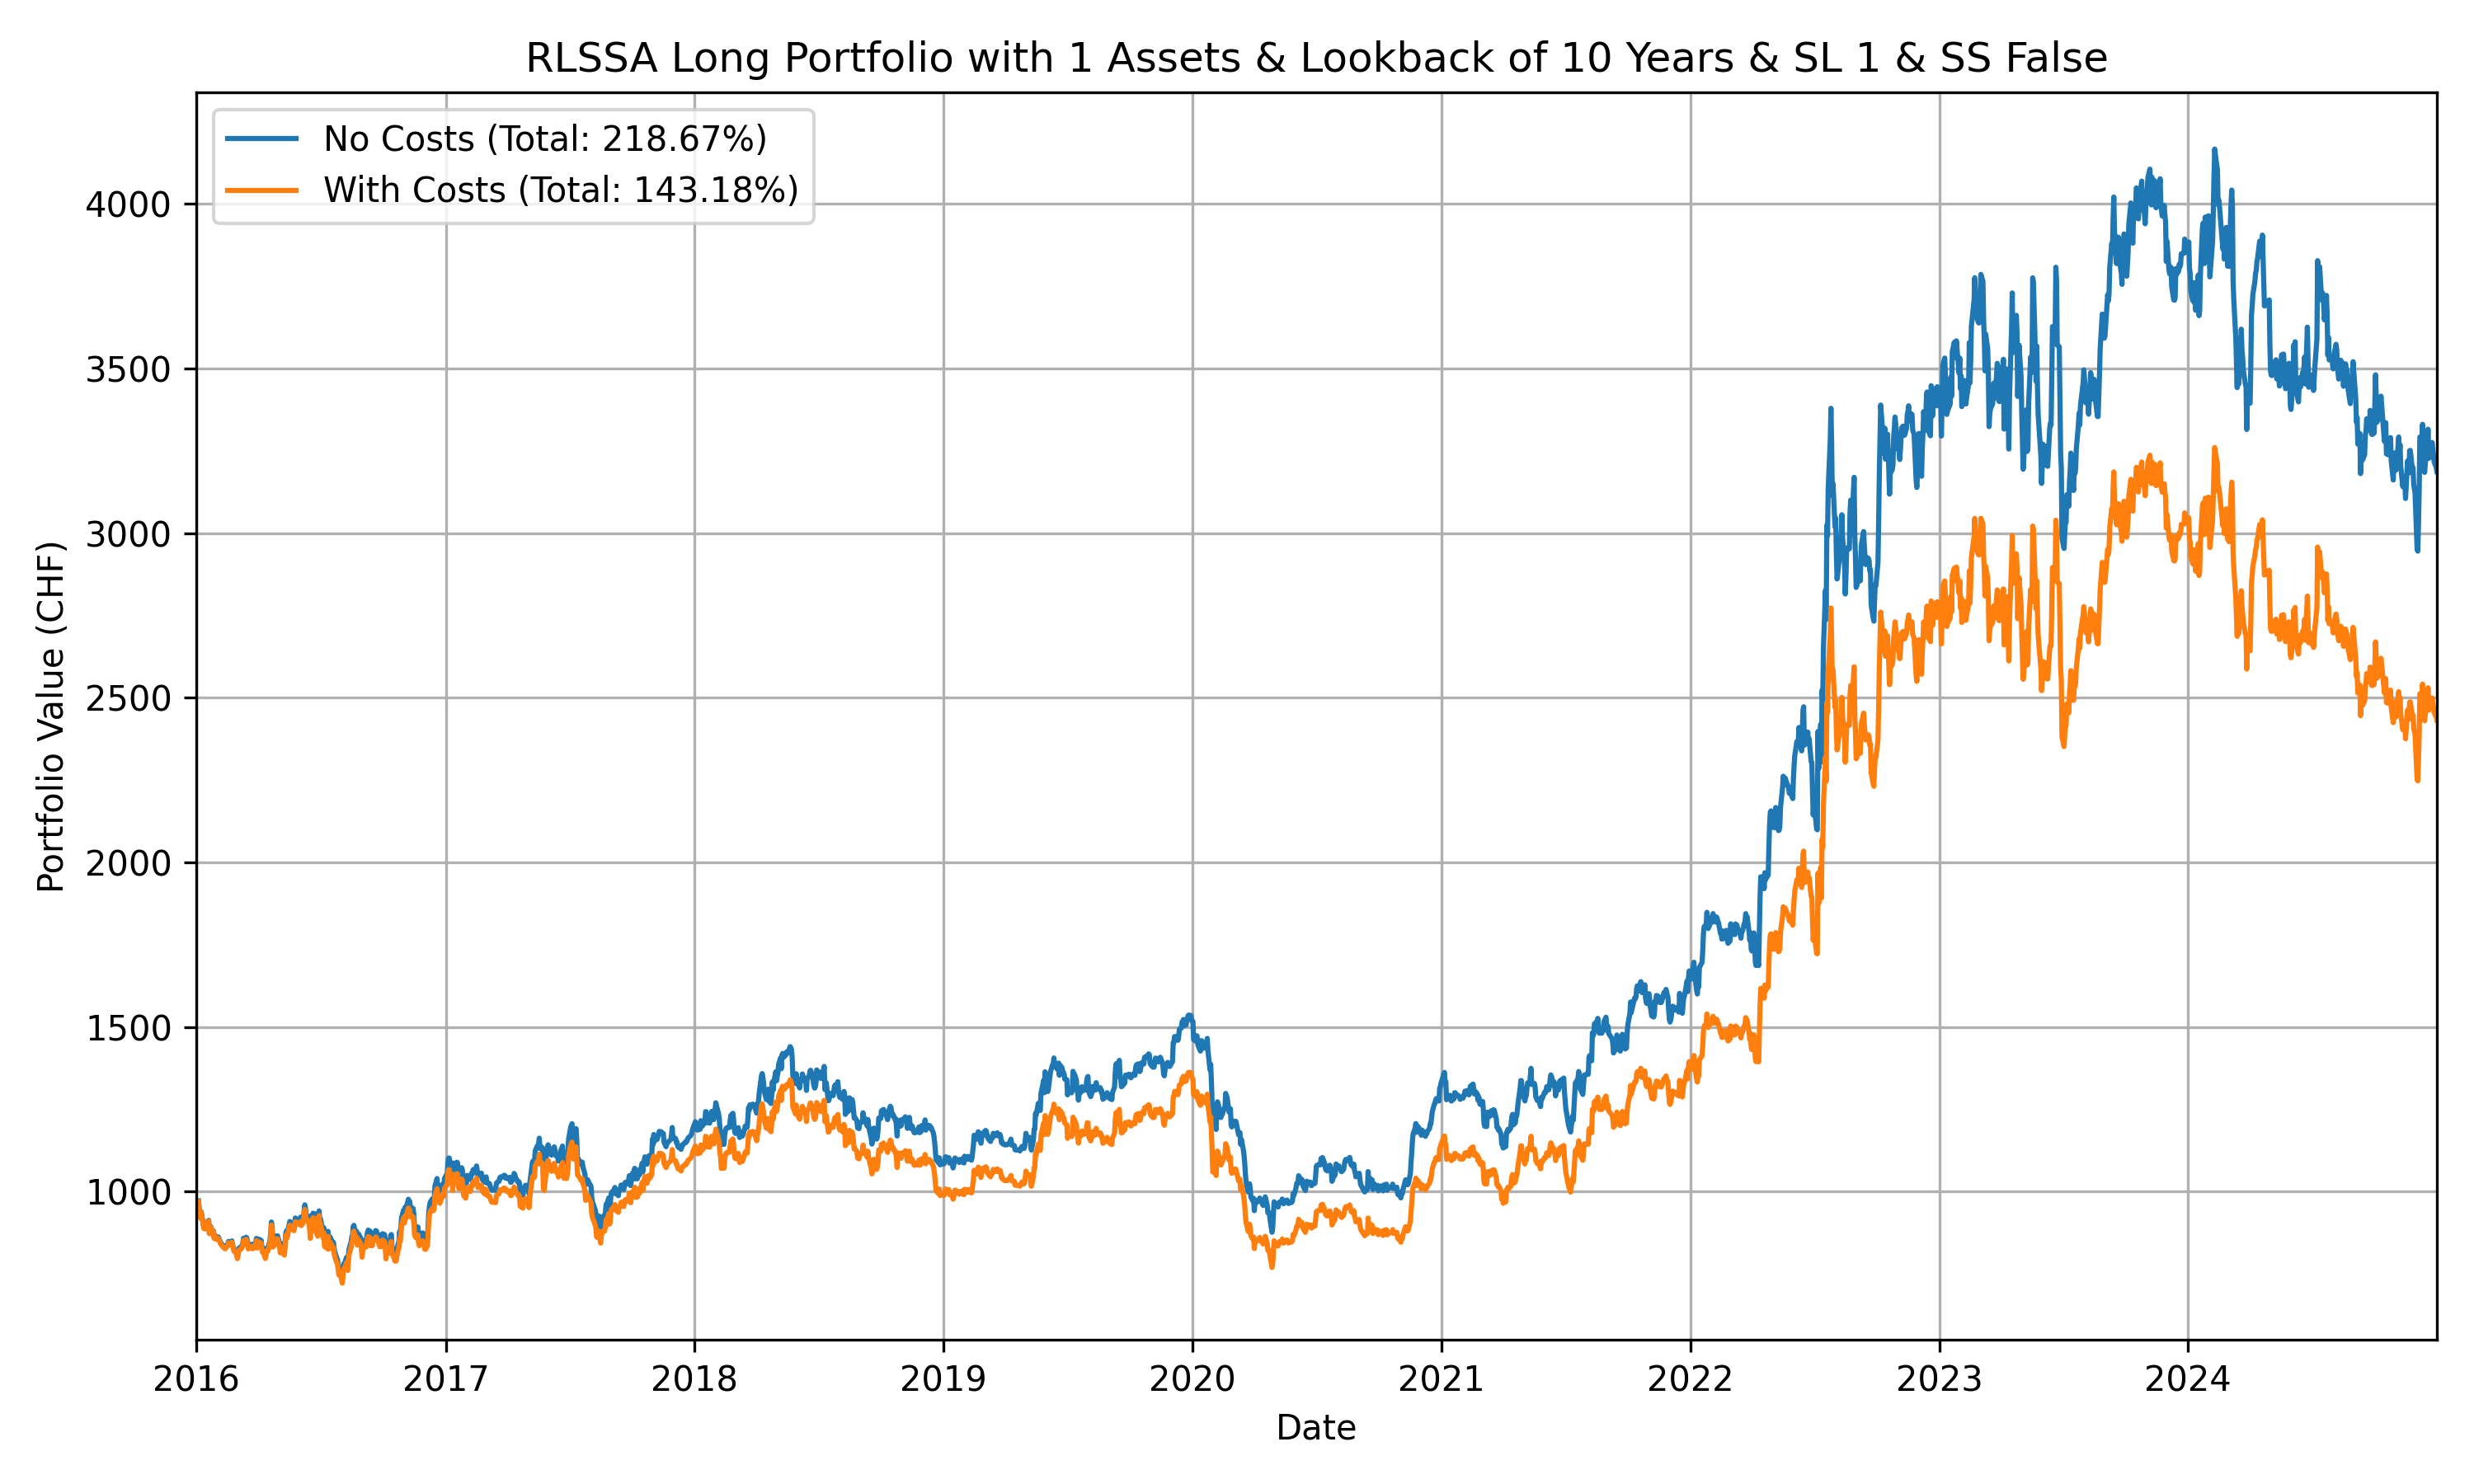 RLSSA Long Portfolio with 1 Assets & Lookback of 10 Years & SL 1 & SS False
No Costs (Total: 218.67%)
With Costs (Total: 143.18%)
4000
3500
3000
2500
2000
1500
1000
Portfolio Value (CHF)
2016 2017 2018 2019 2020 2021 2022 2023 2024
Date